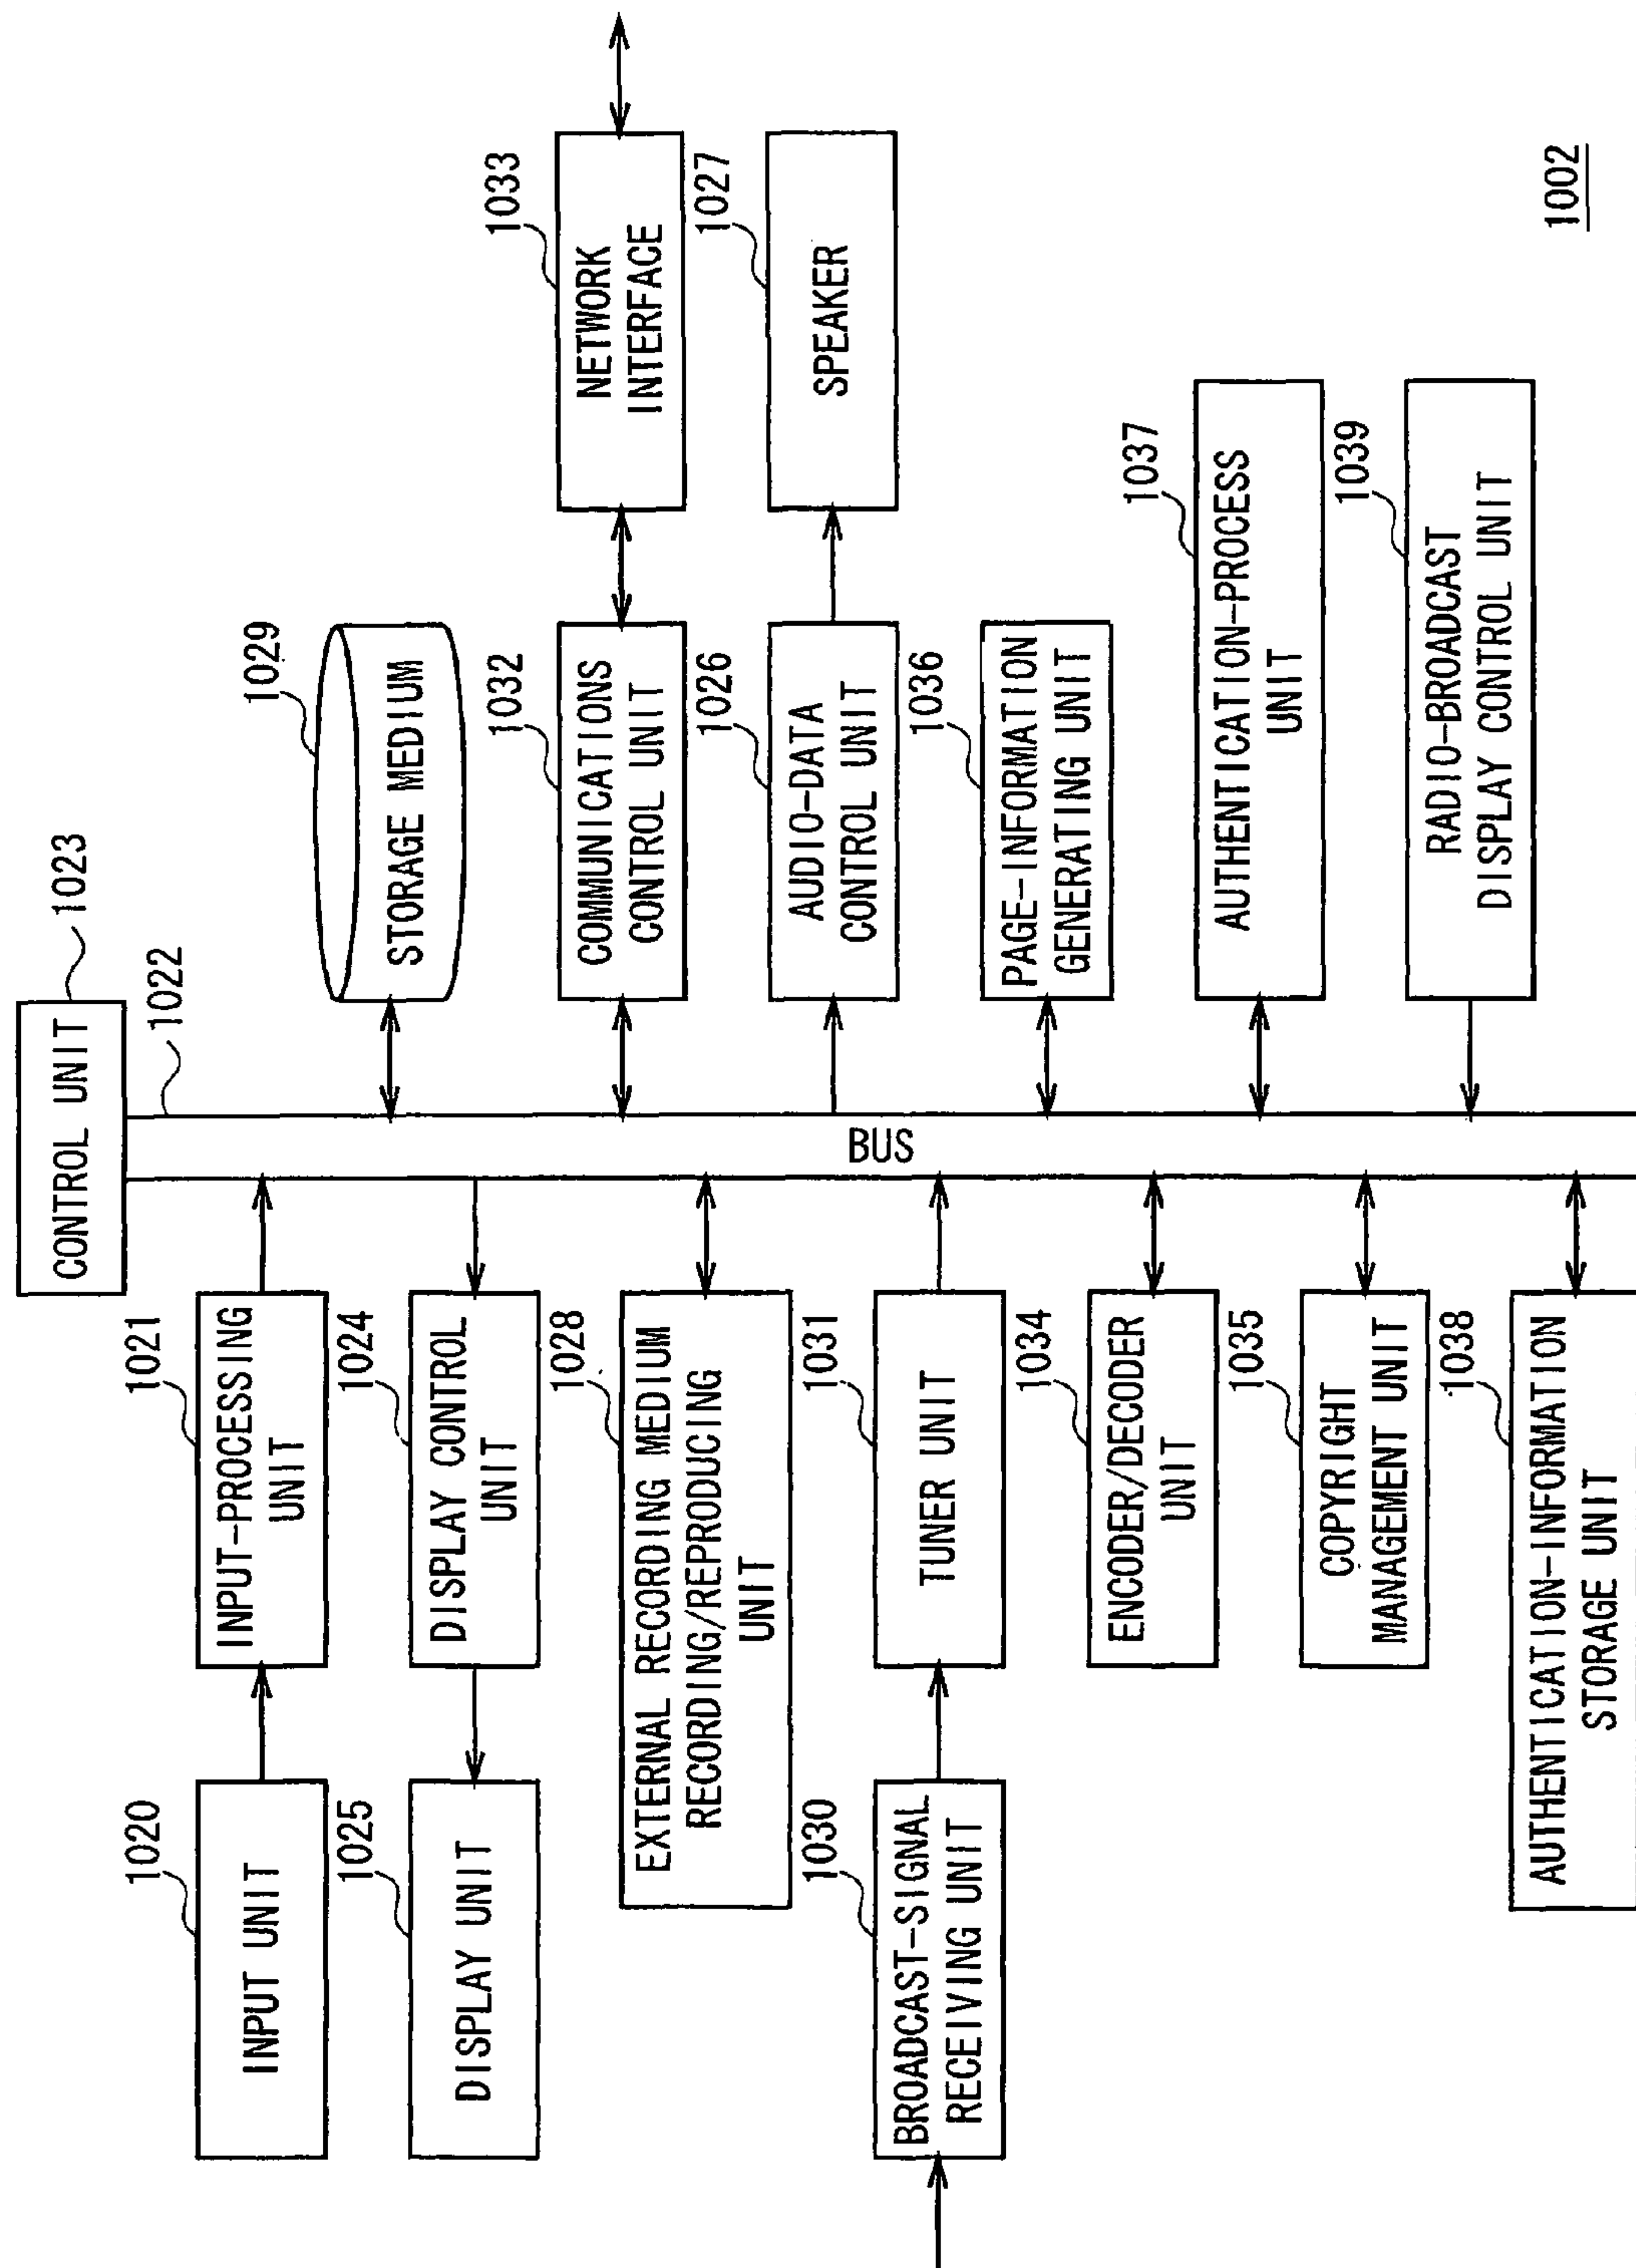 CONTROL UNIT
1023
1022
BUS
1020
INPUT UNIT
1021
INPUT-PROCESSING
UNIT
1025
DISPLAY UNIT
1024
DISPLAY CONTROL
UNIT
1028
EXTERNAL RECORDING MEDIUM
RECORDING/REPRODUCING
UNIT
1030
BROADCAST-SIGNAL
RECEIVING UNIT
1031
TUNER UNIT
1034
ENCODER/DECODER
UNIT
1035
COPYRIGHT
MANAGEMENT UNIT
1038
AUTHENTICATION-INFORMATION
STORAGE UNIT
1029
STORAGE MEDIUM
1032
COMMUNICATIONS
CONTROL UNIT
1033
NETWORK
INTERFACE
1026
AUDIO-DATA
CONTROL UNIT
1027
SPEAKER
1036
PAGE-INFORMATION
GENERATING UNIT
1037
AUTHENTICATION-PROCESS
UNIT
1039
RADIO-BROADCAST
DISPLAY CONTROL UNIT
1002